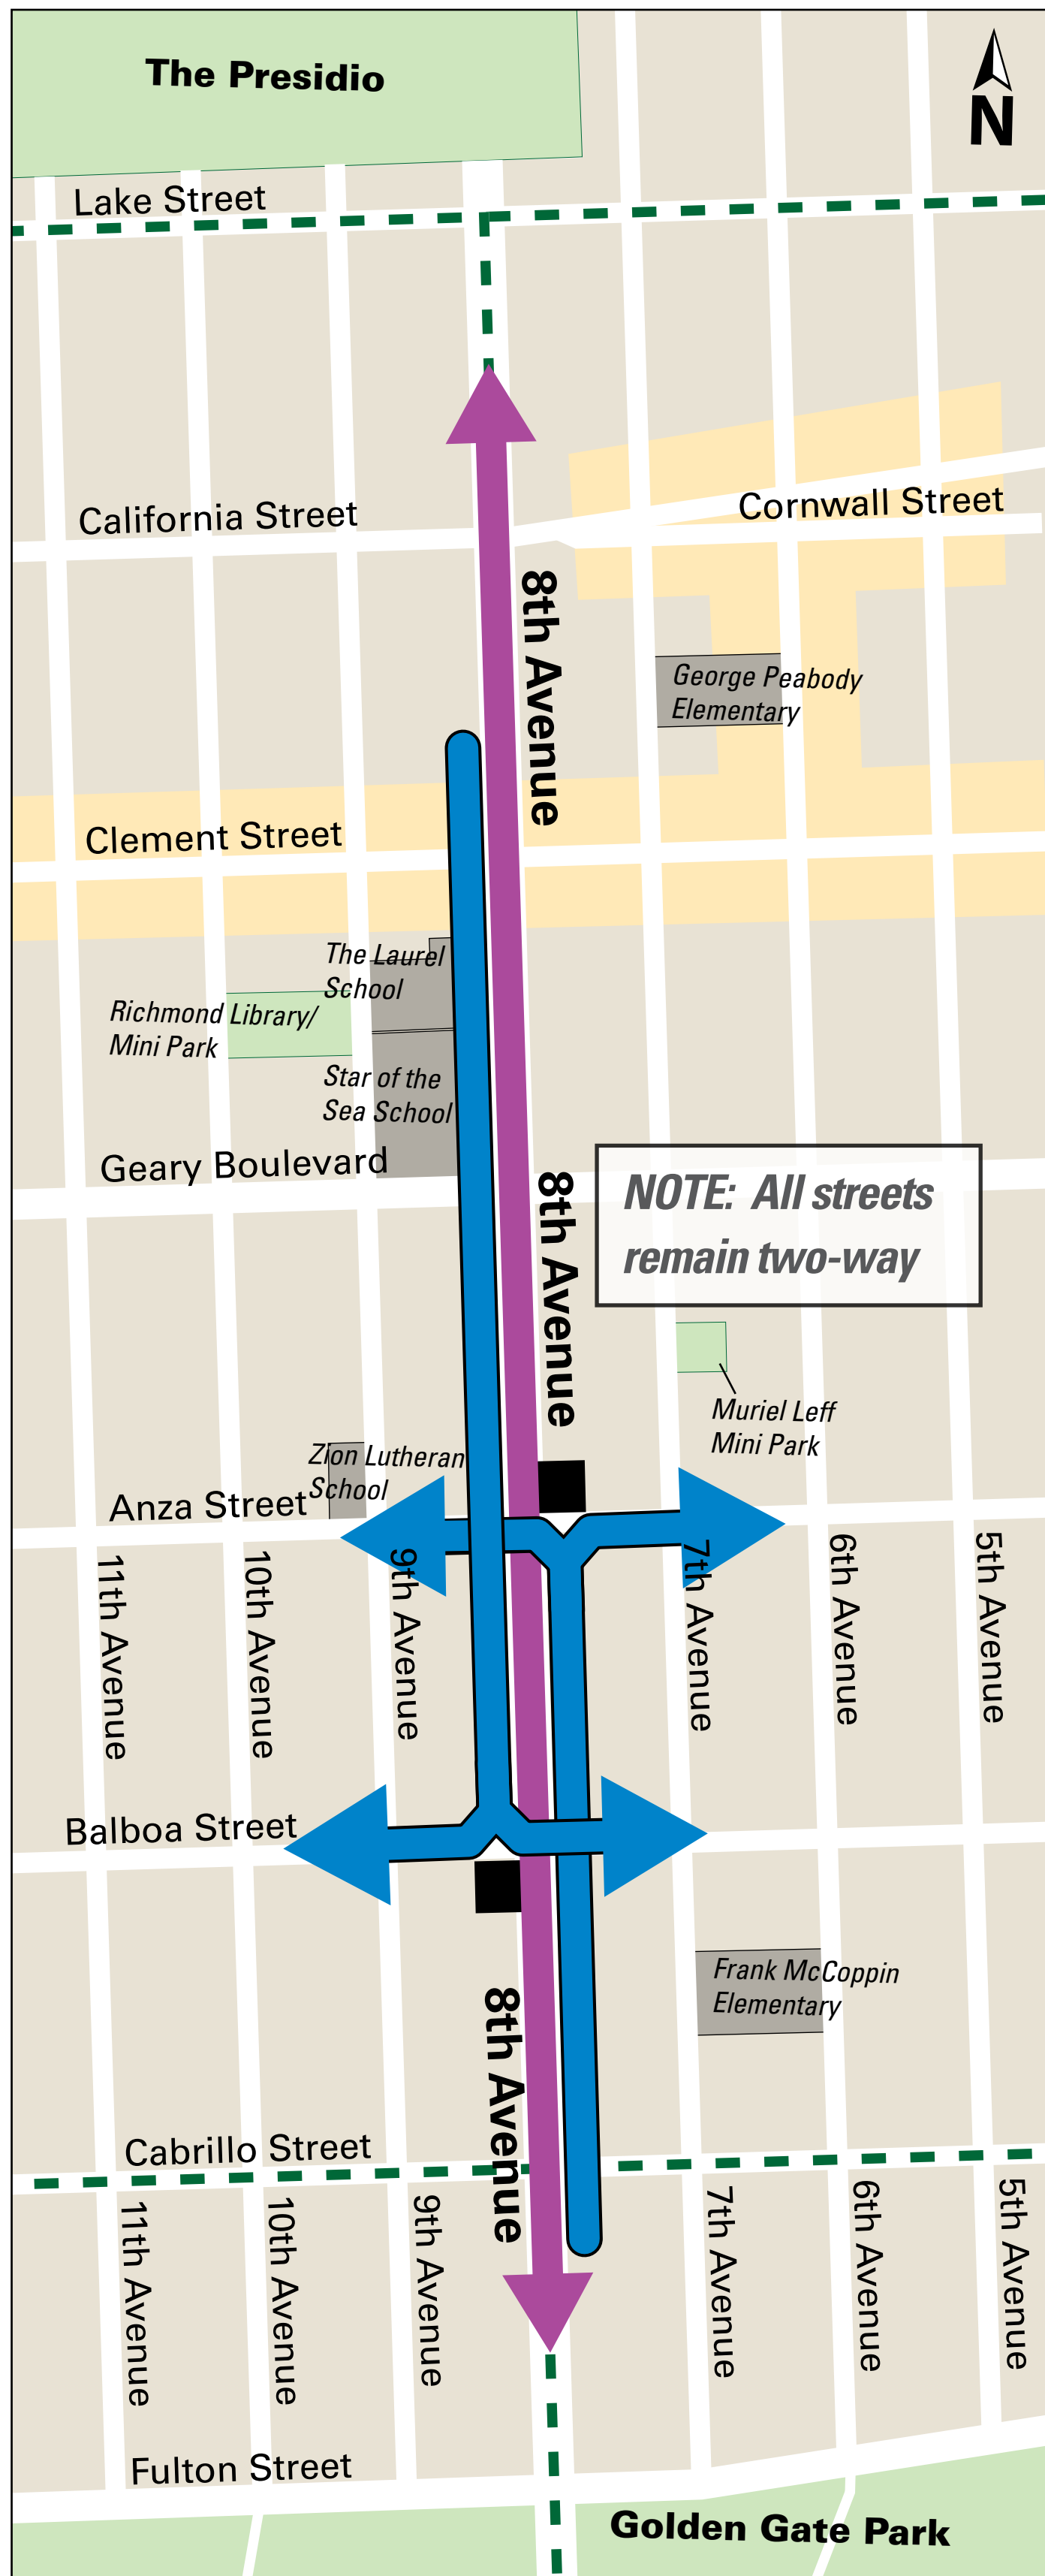 The Presidio
N
Lake Street
California Street
Cornwall Street
8th Avenue
George Peabody
Elementary
Clement Street
The Laurel
School
Richmond Library/
Mini Park
Star of the
Sea School
Geary Boulevard
8th Avenue
NOTE: All streets
remain two-way
Muriel Leff
Mini Park
Zion Lutheran
School
Anza Street
11th Avenue
10th Avenue
9th Avenue
7th Avenue
6th Avenue
5th Avenue
Balboa Street
Frank McCoppin
Elementary
8th Avenue
Cabrillo Street
11th Avenue
10th Avenue
9th Avenue
7th Avenue
6th Avenue
5th Avenue
Fulton Street
Golden Gate Park